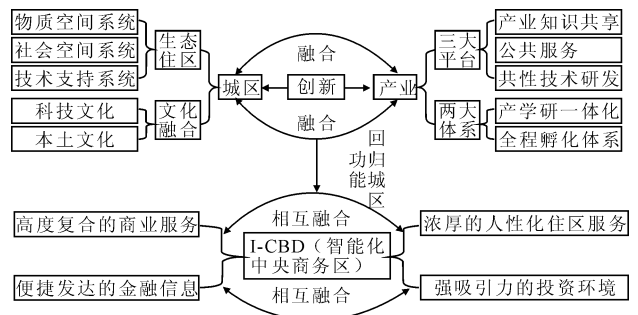 物质空间系统
社会空间系统
技术支持系统
生态
住区
科技文化
本土文化
文化
融合
城区
融合
创新
融合
产业
三大
平台
产业知识共享
公共服务
共性技术研发
两大
体系
产学研一体化
全程孵化体系
回归城区
功能
高度复合的商业服务
便捷发达的金融信息
相互融合
I-CBD（智能化
中央商务区）
相互融合
浓厚的人性化住区服务
强吸引力的投资环境